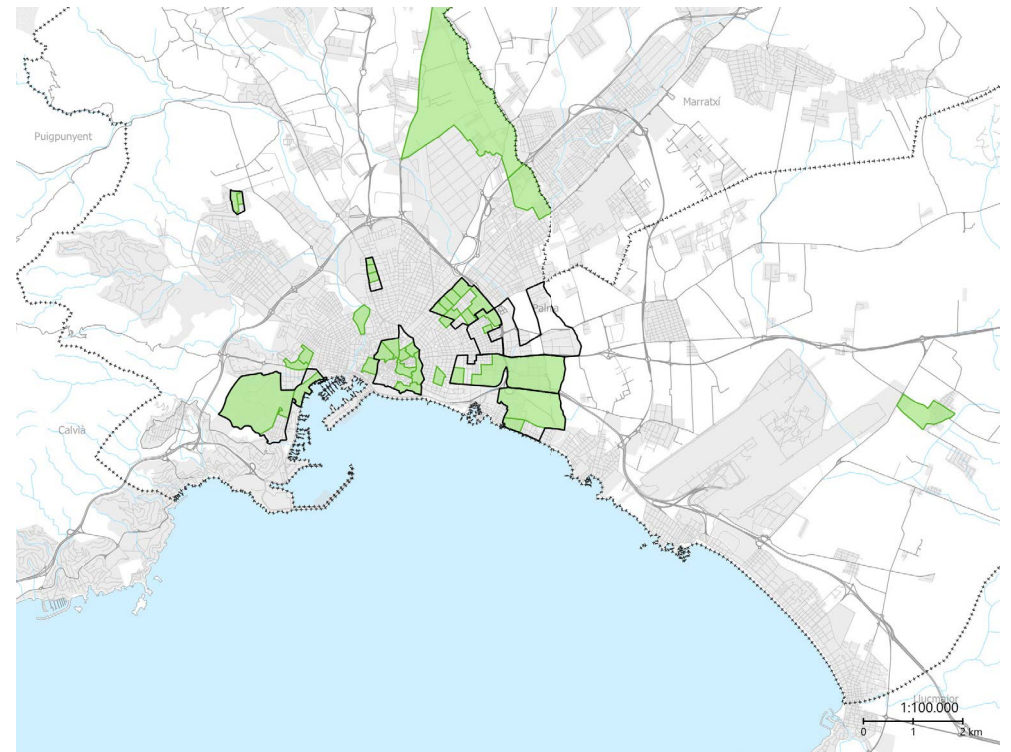 Marratxí
Puigpunyent
Palma
Calvià
Llucmajor
1:100.000
0 1 2 km